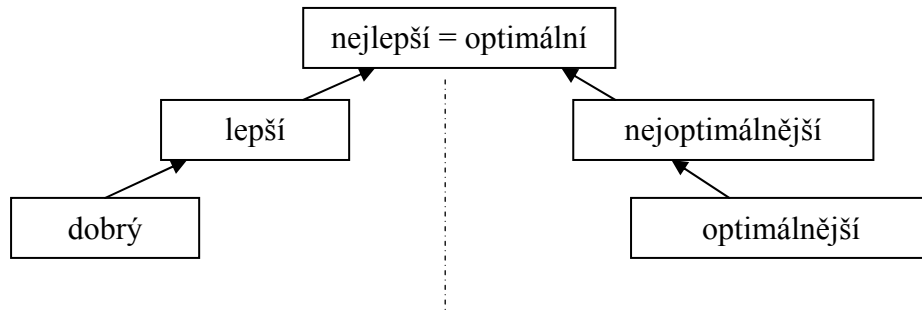 nejlepší = optimální
lepší
nejoptimálnější
dobrý
optimálnější